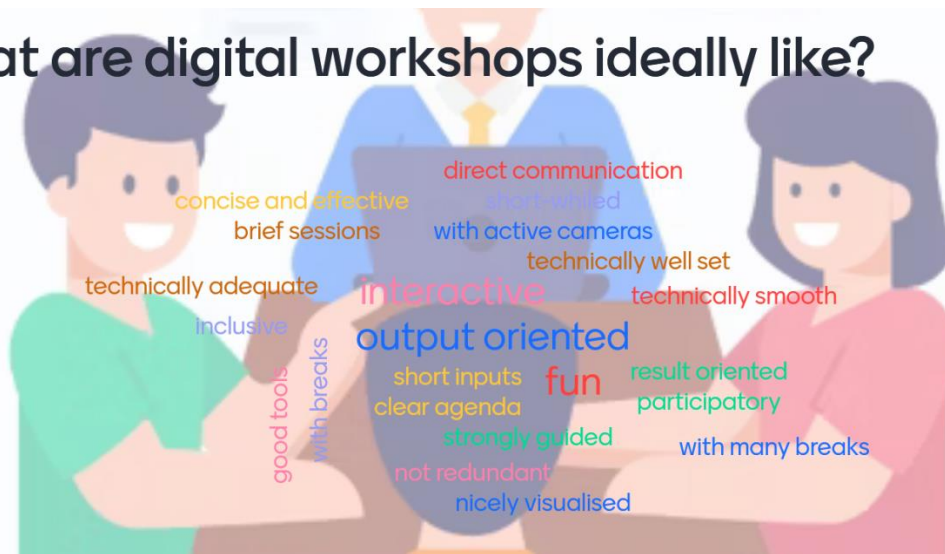 at are digital workshops ideally like?
direct communication
concise and effective
short-whiled
brief sessions
with active cameras
technically well set
technically adequate
interactive
technically smooth
inclusive
output oriented
good tools
with breaks
short inputs
fun
result oriented
clear agenda
participatory
strongly guided
with many breaks
not redundant
nicely visualised